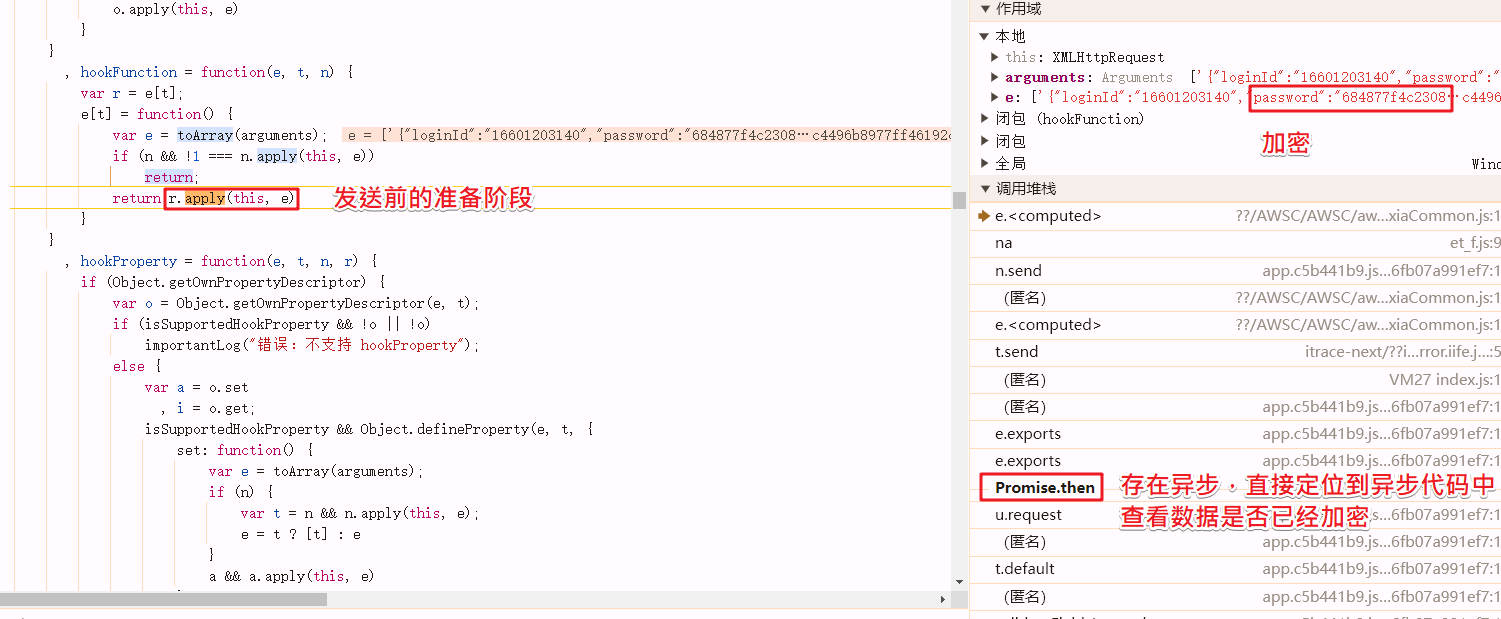 o.apply(this, e)
}
}
, hookFunction = function(e, t, n) {
var r = e[t];
e[t] = function() {
var e = toArray(arguments); e = ['{"loginId":"16601203140","password":"684877f4c2308…c4496b8977ff46192c
if (n && !1 === n.apply(this, e))
return;
return r.apply(this, e) 发送前的准备阶段
}
}
, hookProperty = function(e, t, n, r) {
if (Object.getOwnPropertyDescriptor) {
var o = Object.getOwnPropertyDescriptor(e, t);
if (isSupportedHookProperty && !o || !o)
importantLog("错误：不支持 hookProperty");
else {
var a = o.set
, i = o.get;
isSupportedHookProperty && Object.defineProperty(e, t, {
set: function() {
var e = toArray(arguments);
if (n) {
var t = n && n.apply(this, e);
e = t ? [t] : e
}
a && a.apply(this, e)
作用域
本地
this: XMLHttpRequest
arguments: Arguments ['{"loginId":"16601203140","password":"
e: ['{"loginId":"16601203140","password":"684877f4c2308…c4496
闭包 (hookFunction)
闭包
加密
全局 Wind
调用堆栈
e.<computed> ??/AWSC/AWSC/aw...xiaCommon.js:1
na et_f.js:9
n.send app.c5b441b9.js...6fb07a991ef7:1
(匿名) ??/AWSC/AWSC/aw...xiaCommon.js:1
e.<computed> ??/AWSC/AWSC/aw...xiaCommon.js:1
t.send itrace-next/??i...rror.iife.j...:5
(匿名) VM27 index.js:1
(匿名) app.c5b441b9.js...6fb07a991ef7:1
e.exports app.c5b441b9.js...6fb07a991ef7:1
e.exports app.c5b441b9.js...6fb07a991ef7:1
Promise.then 存在异步，直接定位到异步代码中
查看数据是否已经加密
u.request app.c5b441b9.js...6fb07a991ef7:1
(匿名) app.c5b441b9.js...6fb07a991ef7:1
t.default app.c5b441b9.js...6fb07a991ef7:1
(匿名) app.c5b441b9.js...6fb07a991ef7:1